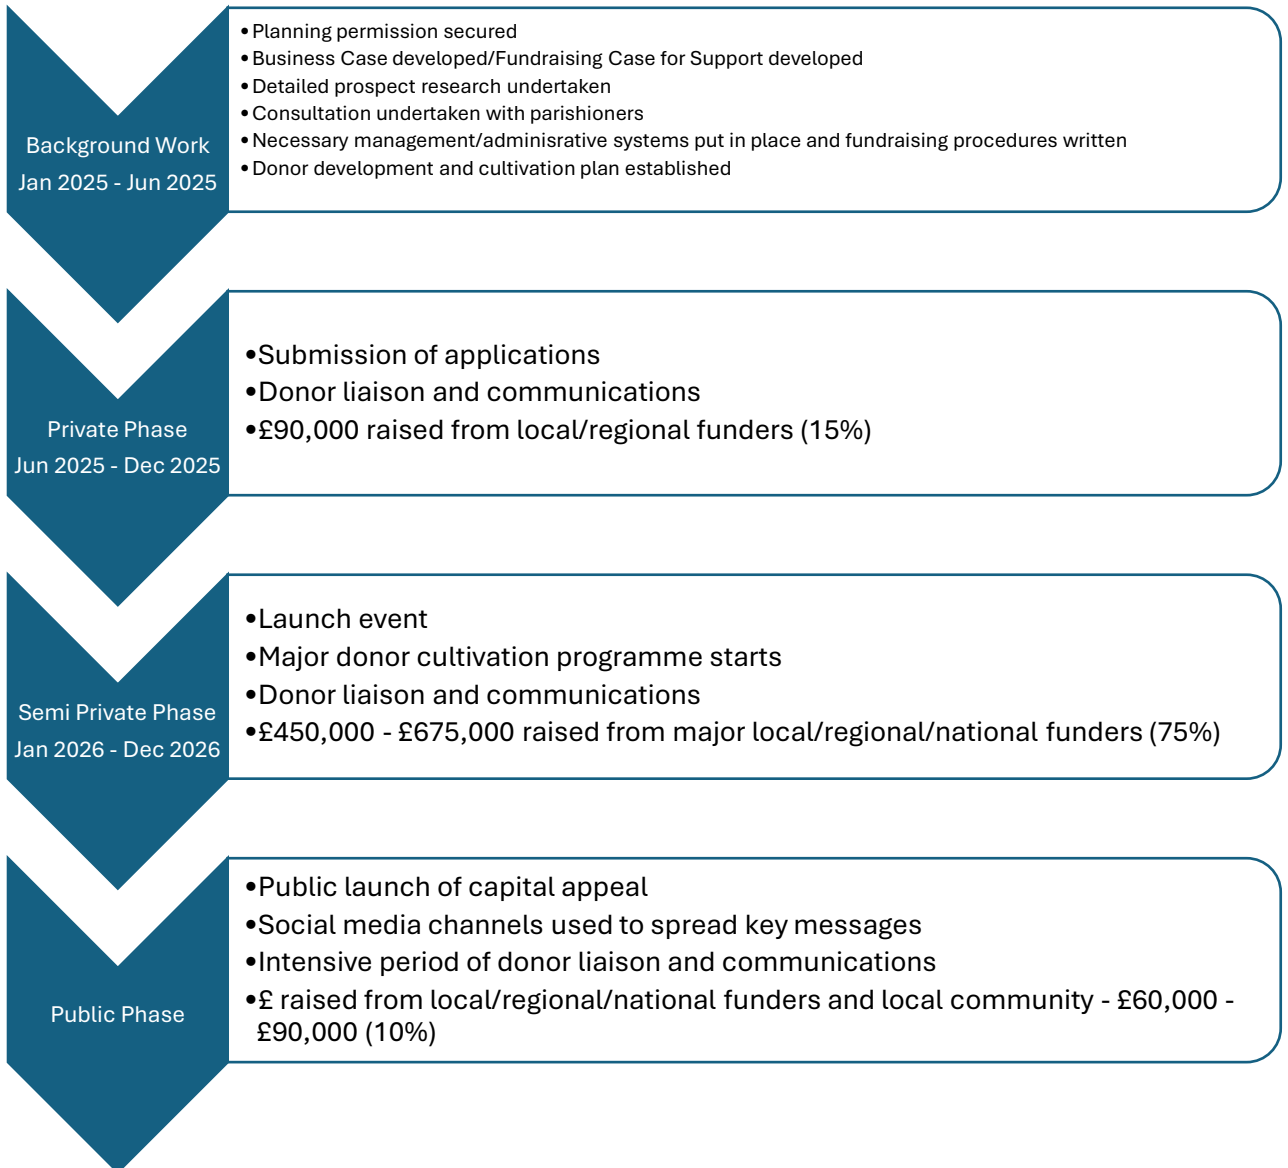 Background Work
Jan 2025 - Jun 2025
•Planning permission secured
•Business Case developed/Fundraising Case for Support developed
•Detailed prospect research undertaken
•Consultation undertaken with parishioners
•Necessary management/adminisrative systems put in place and fundraising procedures written
•Donor development and cultivation plan established
Private Phase
Jun 2025 - Dec 2025
•Submission of applications
•Donor liaison and communications
•£90,000 raised from local/regional funders (15%)
Semi Private Phase
Jan 2026 - Dec 2026
•Launch event
•Major donor cultivation programme starts
•Donor liaison and communications
•£450,000 - £675,000 raised from major local/regional/national funders (75%)
Public Phase
•Public launch of capital appeal
•Social media channels used to spread key messages
•Intensive period of donor liaison and communications
•£ raised from local/regional/national funders and local community - £60,000 -
£90,000 (10%)